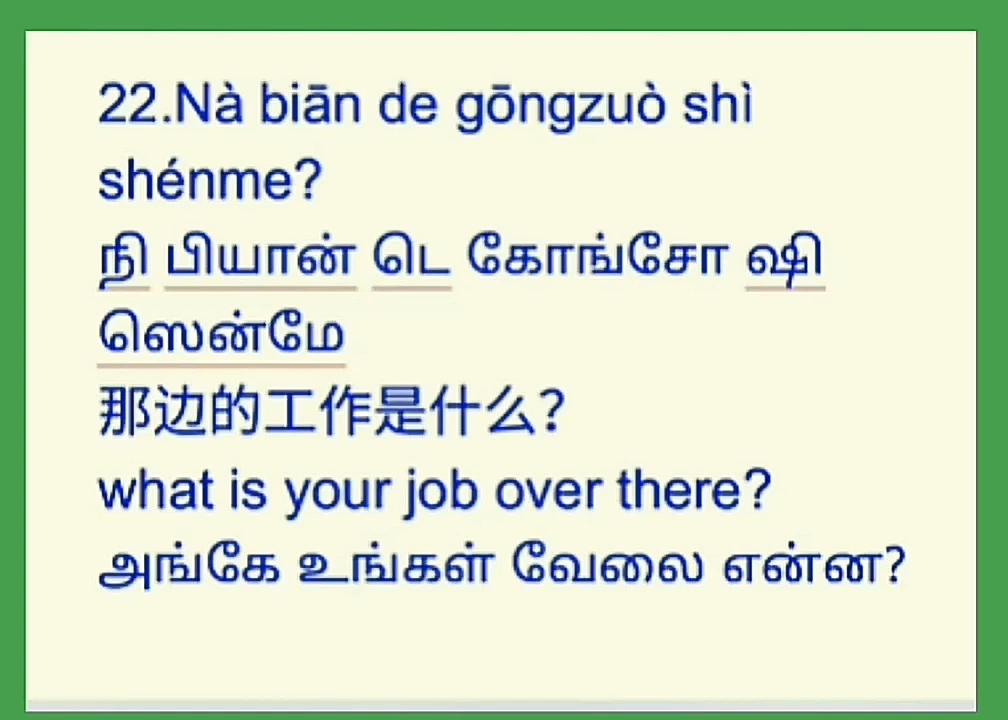 22.Nà biān de gōngzuò shì
shénme?
நி பியான் டெ கோங்சோ ஷி
ஸென்மே
那边的工作是什么？
what is your job over there?
அங்கே உங்கள் வேலை என்ன?